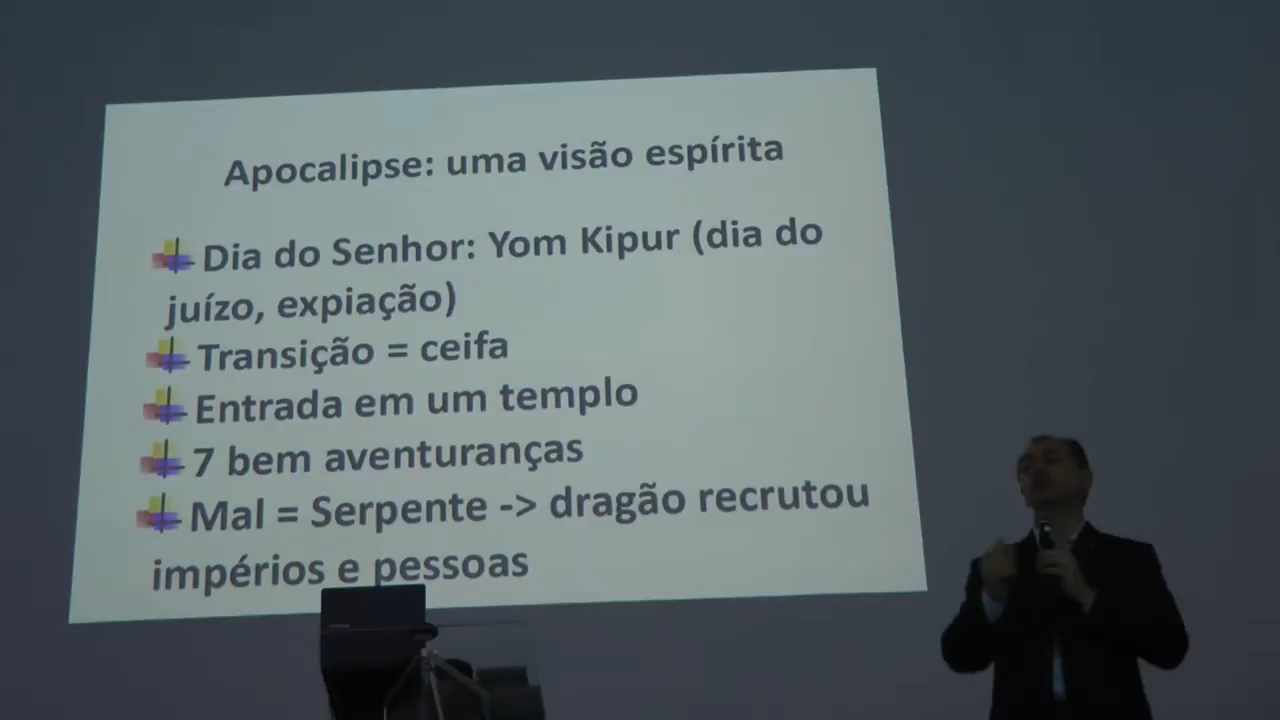 Apocalipse: uma visão espírita
Dia do Senhor: Yom Kipur (dia do
juízo, expiação)
Transição = ceifa
Entrada em um templo
7 bem aventuranças
Mal = Serpente -> dragão recrutou
impérios e pessoas